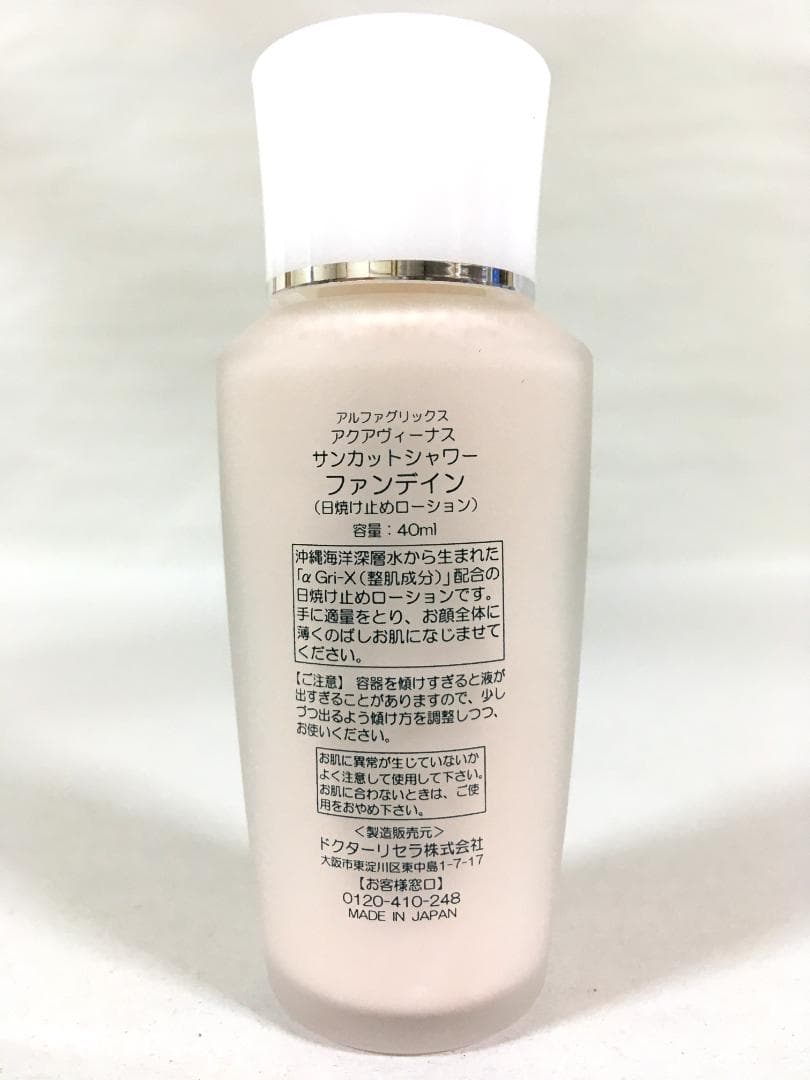 アルファグリックス
アクアヴィーナス
サンカットシャワー
ファンデイン
(日焼け止めローション)
容量：40ml
沖縄海洋深層水から生まれた
「α Gri-X(整肌成分)」配合の
日焼け止めローションです。
手に適量をとり、お顔全体に
薄くのばしお肌になじませて
ください。
【ご注意】 容器を傾けすぎると液が
出すぎることがありますので、少し
づつ出るよう傾け方を調整しつつ、
お使いください。
お肌に異常が生じていないか
よく注意して使用して下さい。
お肌に合わないときは、ご使
用をおやめ下さい。
＜製造販売元＞
ドクターリセラ株式会社
大阪市東淀川区東中島1-7-17
【お客様窓口】
0120-410-248
MADE IN JAPAN